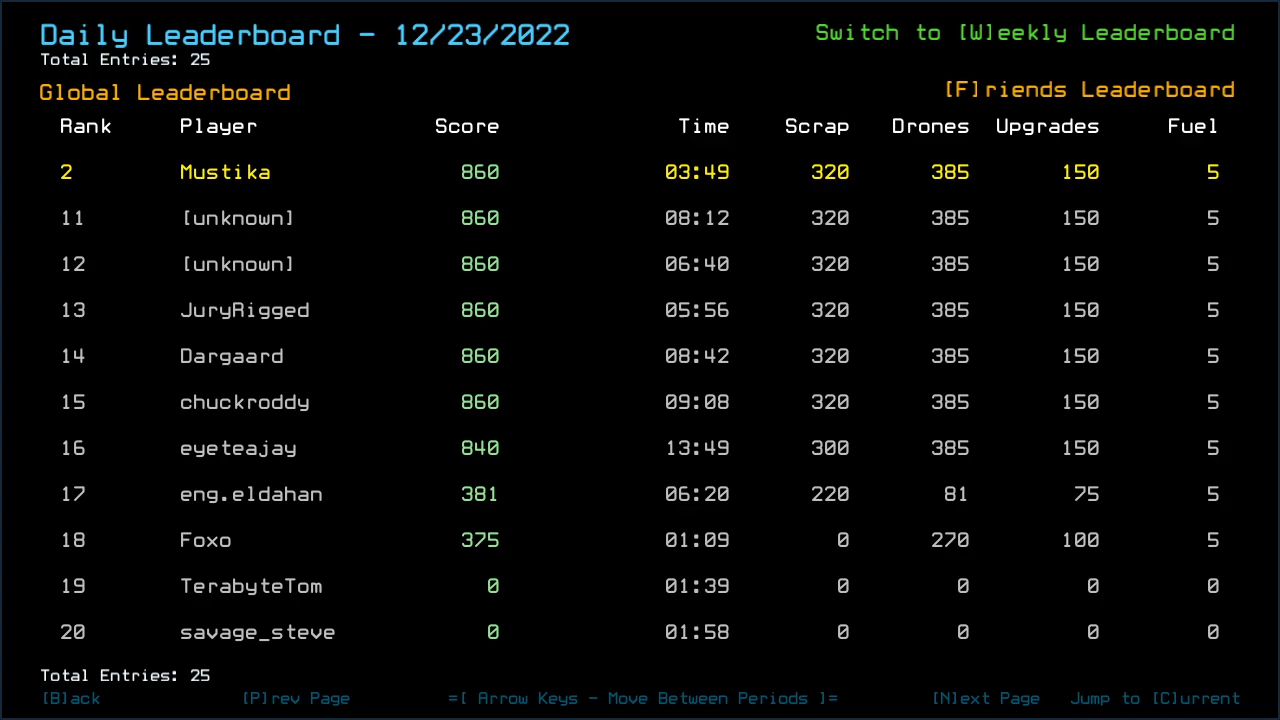 Daily Leaderboard - 12/23/2022
Switch to [W]eekly Leaderboard
Total Entries: 25
Global Leaderboard
[F]riends Leaderboard
Rank Player Score Time Scrap Drones Upgrades Fuel
2 Mustika 860 03:49 320 385 150 5
11 [unknown] 860 08:12 320 385 150 5
12 [unknown] 860 06:40 320 385 150 5
13 JuryRigged 860 05:56 320 385 150 5
14 Dargaard 860 08:42 320 385 150 5
15 chuckroddy 860 09:08 320 385 150 5
16 eyeteajay 840 13:49 300 385 150 5
17 eng.eldahan 381 06:20 220 81 75 5
18 Foxo 375 01:09 0 270 100 5
19 TerabyteTom 0 01:39 0 0 0 0
20 savage_steve 0 01:58 0 0 0 0
Total Entries: 25
[B]ack [P]rev Page =[ Arrow Keys - Move Between Periods ]= [N]ext Page Jump to [C]urrent